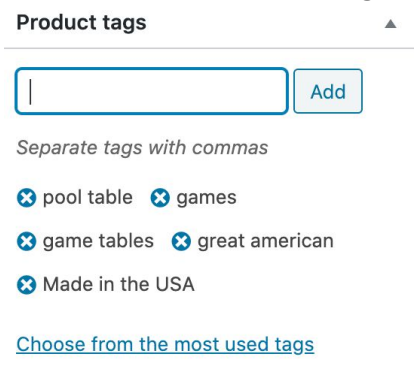 Product tags
Add
Separate tags with commas
pool table games
game tables great american
Made in the USA
Choose from the most used tags